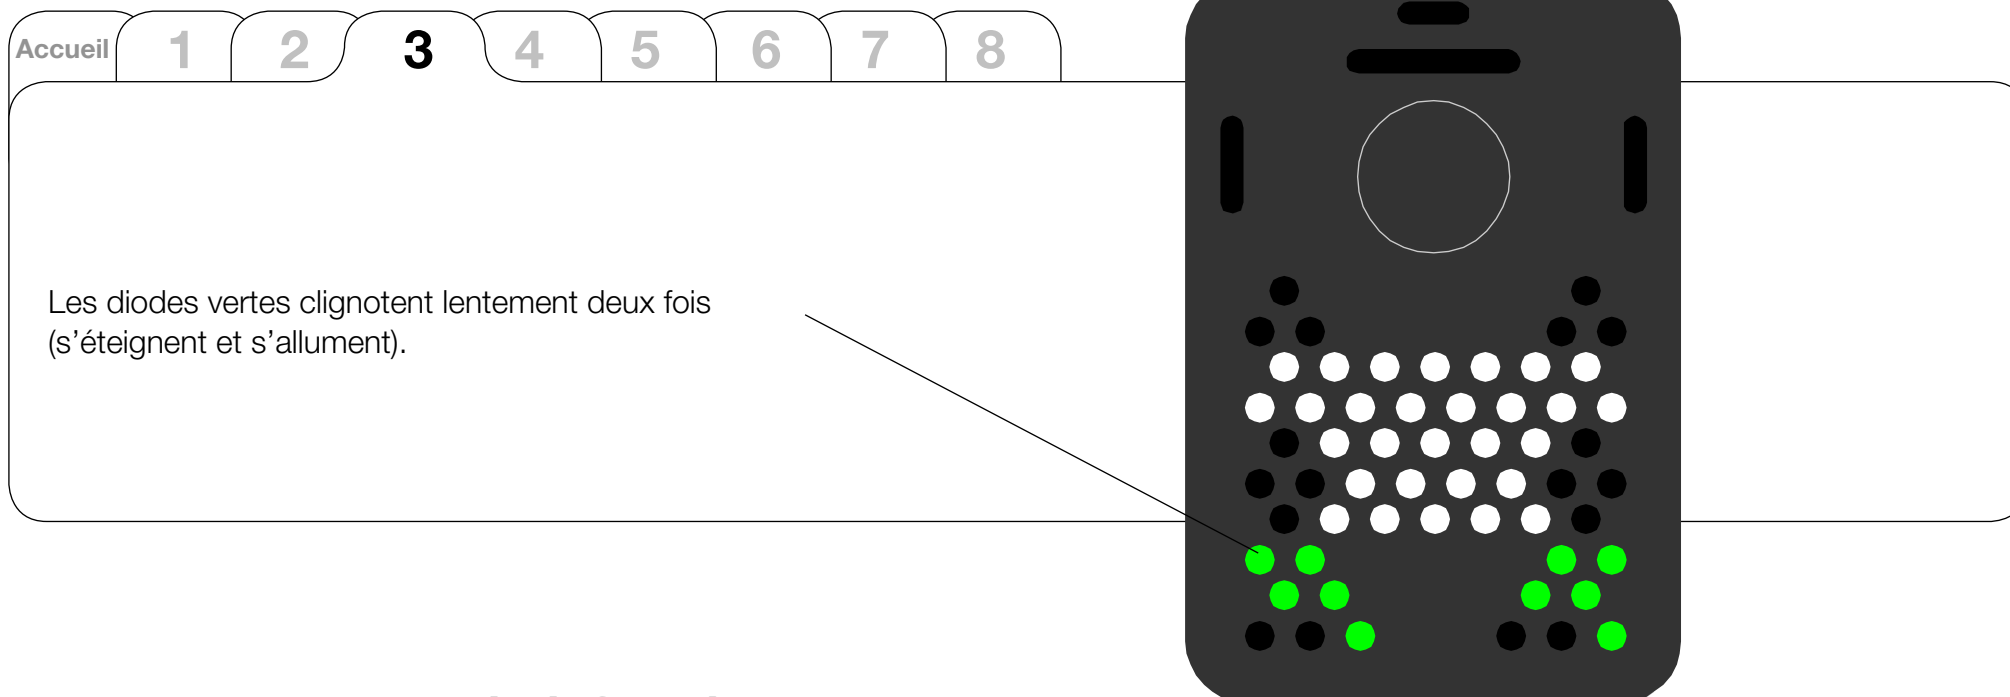 Accueil 1 2 3 4 5 6 7 8
Les diodes vertes clignotent lentement deux fois
(s’éteignent et s’allument).